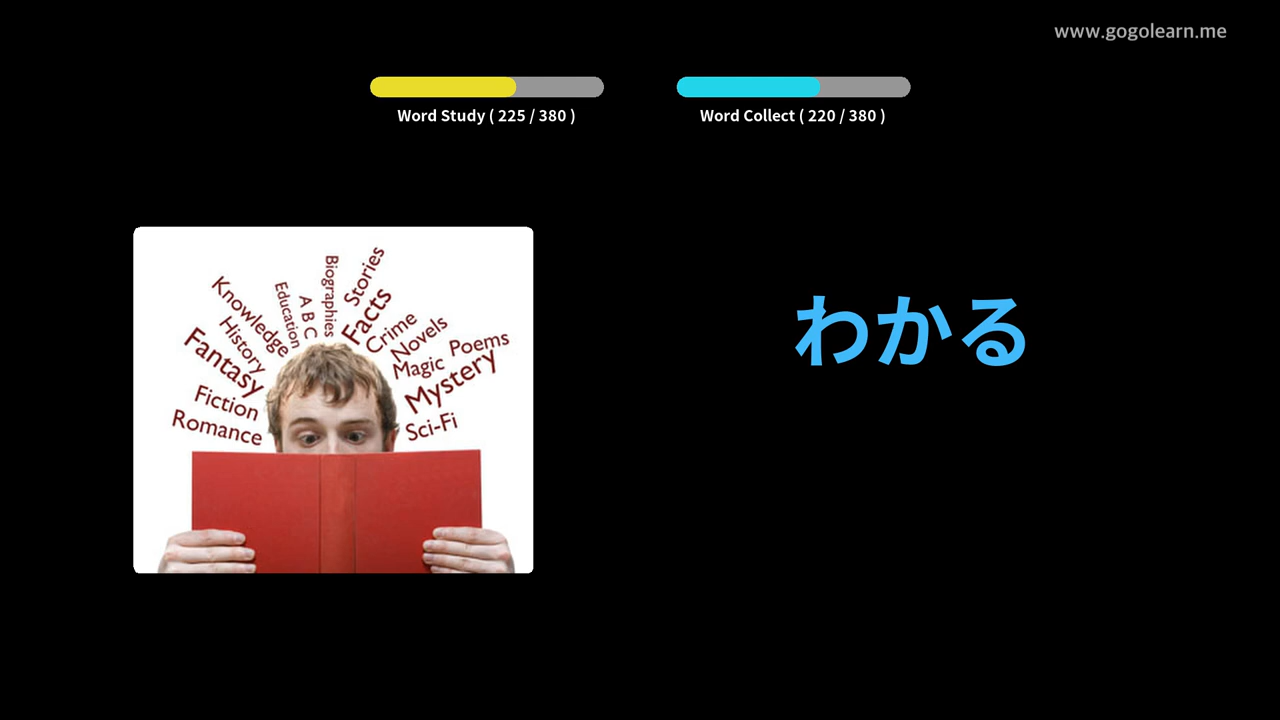 www.gogolearn.me
Word Study ( 225 / 380 )
Word Collect ( 220 / 380 )
わかる
Biographies
Stories
Education
A B C
Facts
Knowledge
Crime
History
Novels
Poems
Fantasy
Magic
Mystery
Fiction
Romance
Sci-Fi